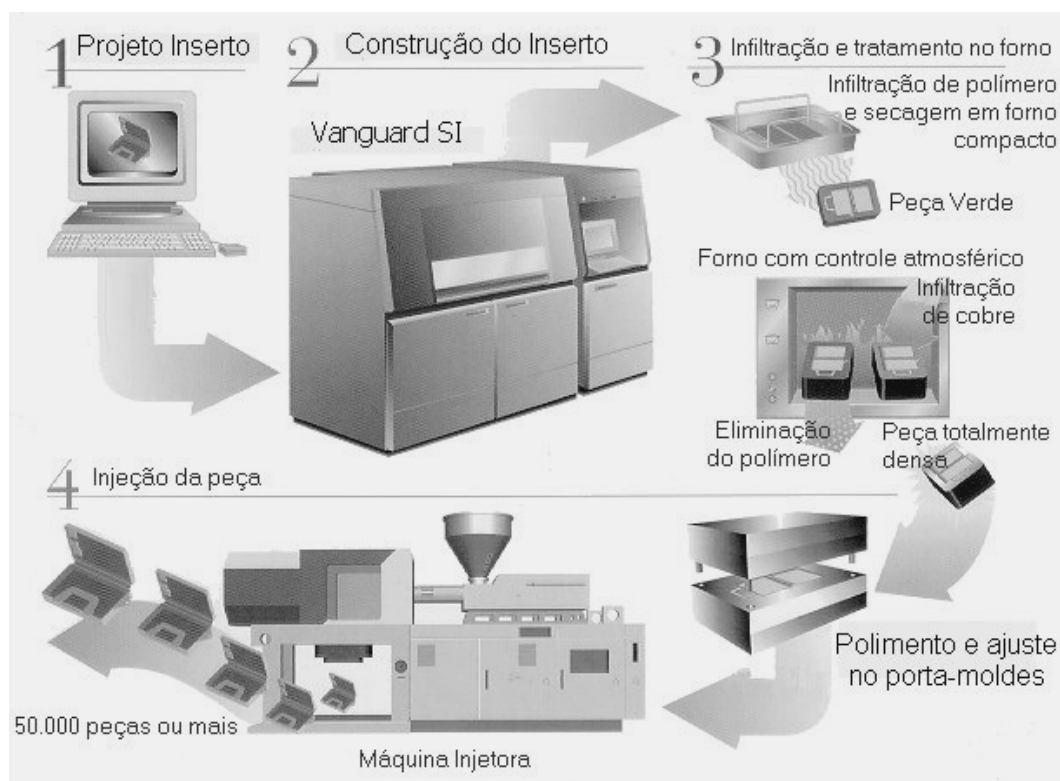 1 Projeto Inserto
2 Construção do Inserto
Vanguard SI
3 Infiltração e tratamento no forno
Infiltração de polímero
e secagem em forno
compacto
Peça Verde
Forno com controle atmosférico
Infiltração
de cobre
Eliminação
do polímero
Peça totalmente
densa
4 Injeção da peça
Polimento e ajuste
no porta-moldes
50.000 peças ou mais
Máquina Injetora